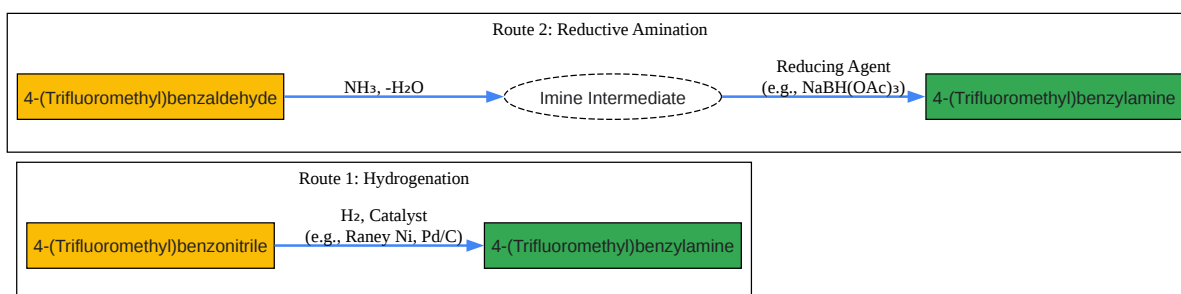 Route 2: Reductive Amination
4-(Trifluoromethyl)benzaldehyde
NH₃, -H₂O
Imine Intermediate
Reducing Agent
(e.g., NaBH(OAc)₃)
4-(Trifluoromethyl)benzylamine
Route 1: Hydrogenation
4-(Trifluoromethyl)benzonitrile
H₂, Catalyst
(e.g., Raney Ni, Pd/C)
4-(Trifluoromethyl)benzylamine